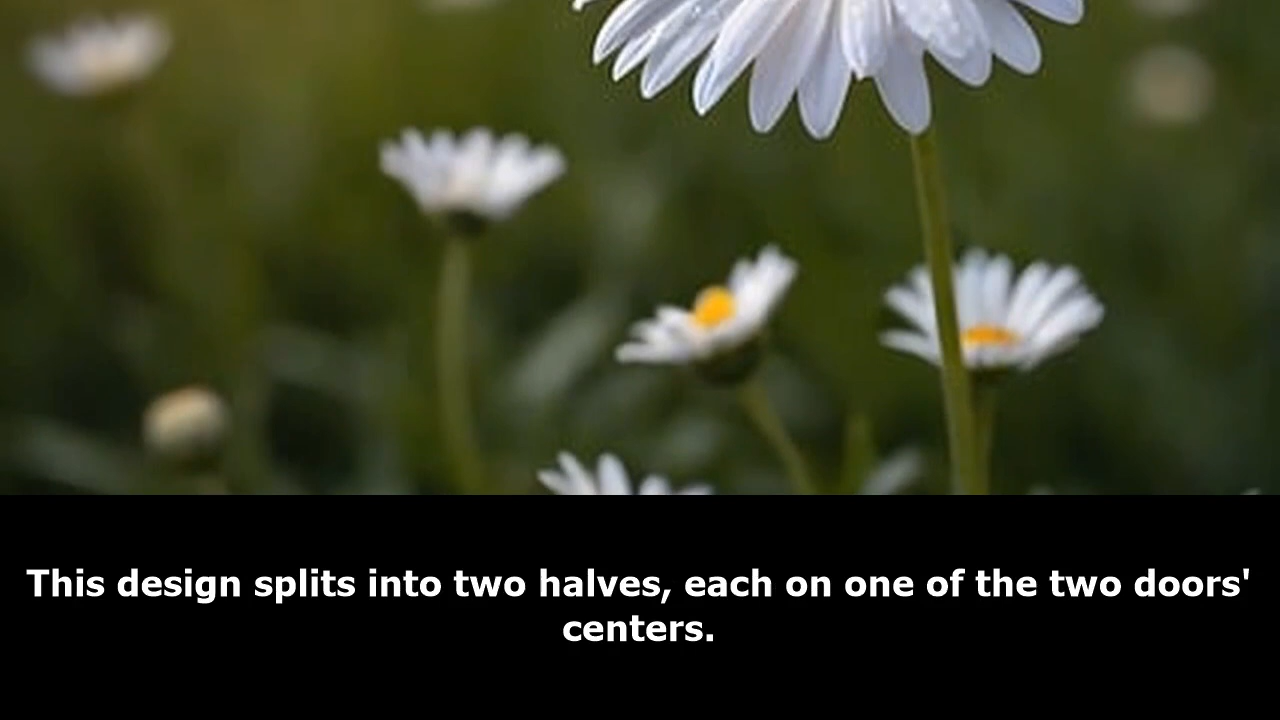 This design splits into two halves, each on one of the two doors'
centers.